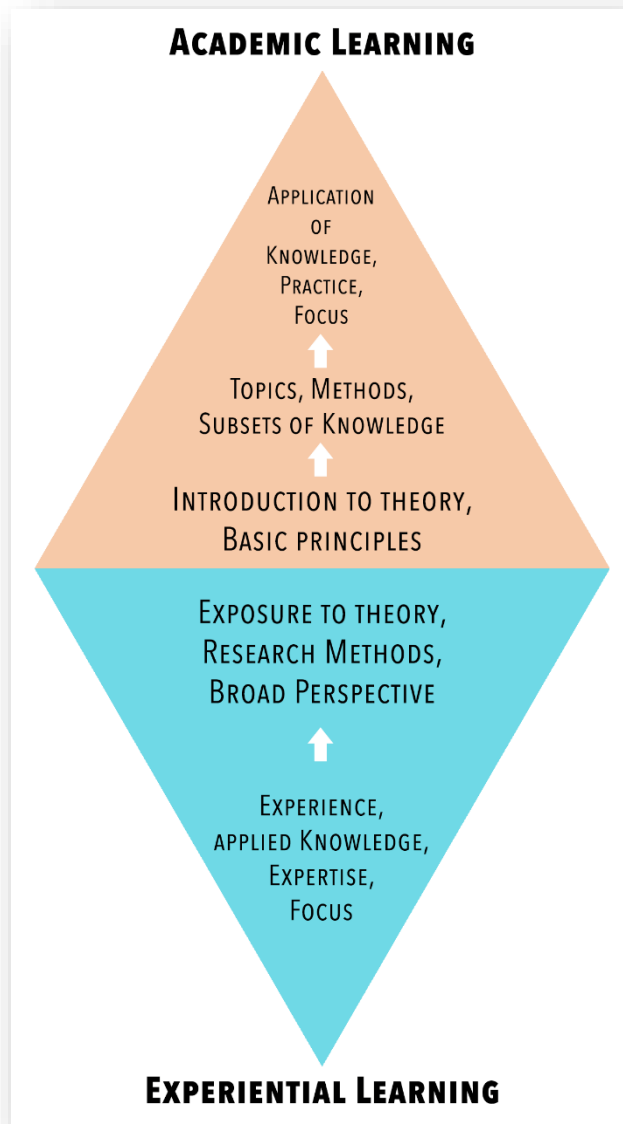 Academic Learning
Application
of
Knowledge,
Practice,
Focus
Topics, Methods,
Subsets of Knowledge
Introduction to theory,
Basic principles
Exposure to theory,
Research Methods,
Broad Perspective
Experience,
applied Knowledge,
Expertise,
Focus
Experiential Learning